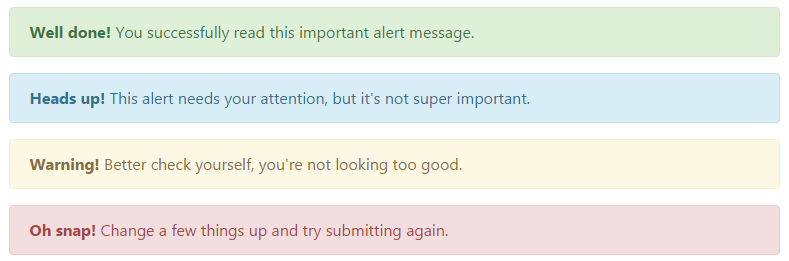 Well done! You successfully read this important alert message.
Heads up! This alert needs your attention, but it's not super important.
Warning! Better check yourself, you're not looking too good.
Oh snap! Change a few things up and try submitting again.